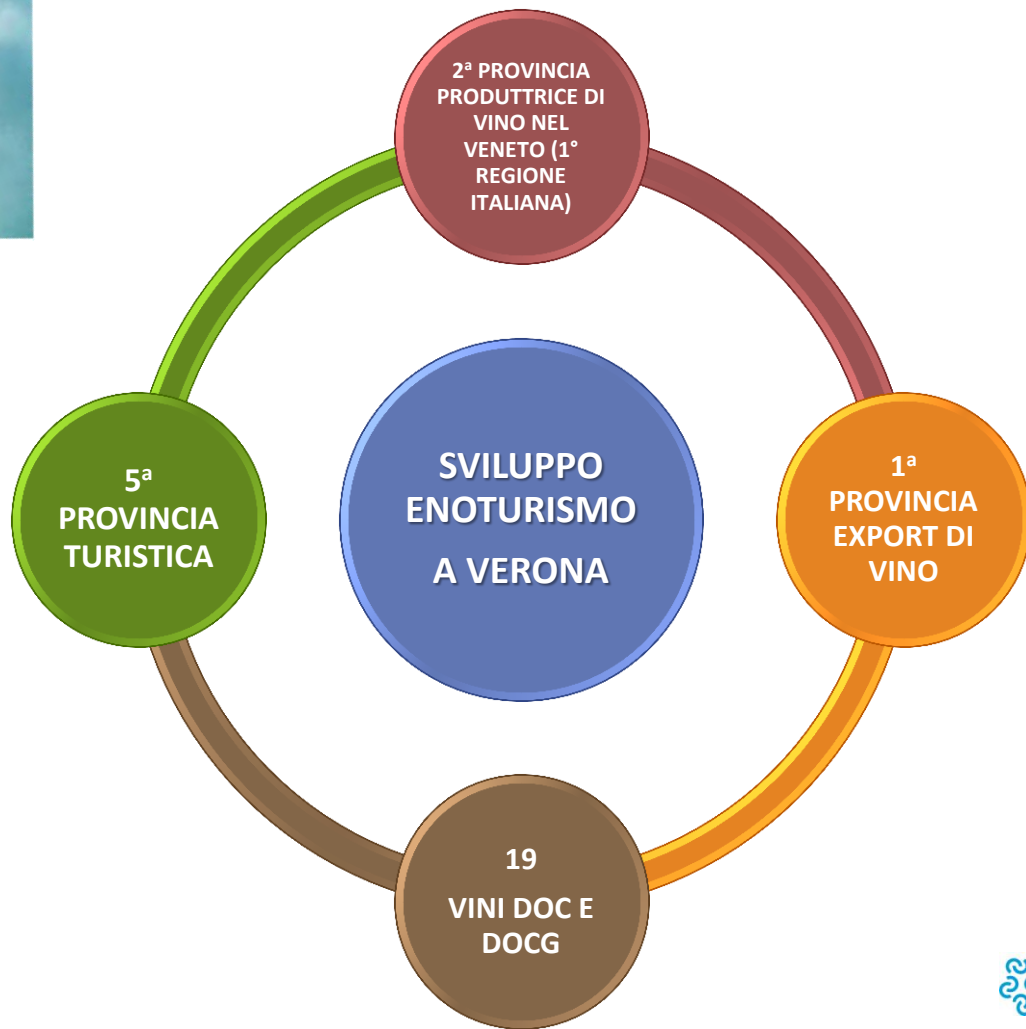 2ª PROVINCIA
PRODUTTRICE DI
VINO NEL
VENETO (1°
REGIONE
ITALIANA)
5ª
PROVINCIA
TURISTICA
SVILUPPO
ENOTURISMO
A VERONA
1ª
PROVINCIA
EXPORT DI
VINO
19
VINI DOC E
DOCG